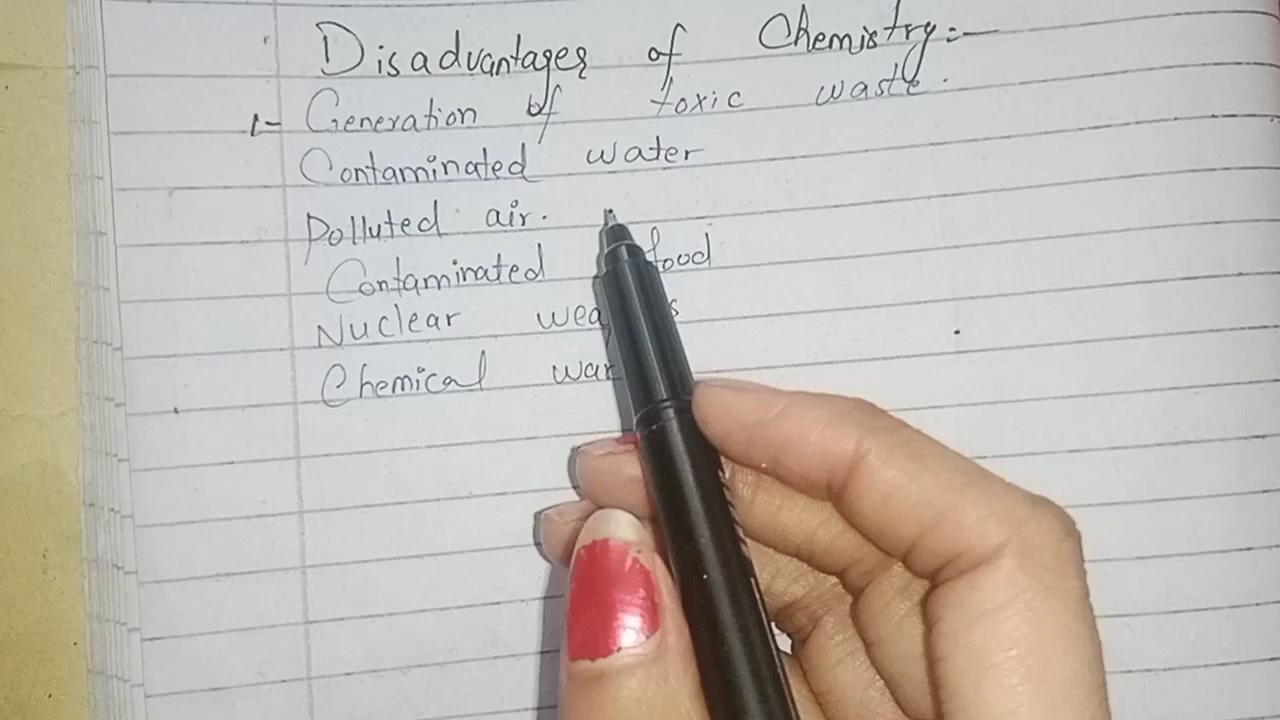 Disadvantages of Chemistry:-
1- Generation of toxic waste.
Contaminated water
Polluted air.
Contaminated food
Nuclear
Chemical